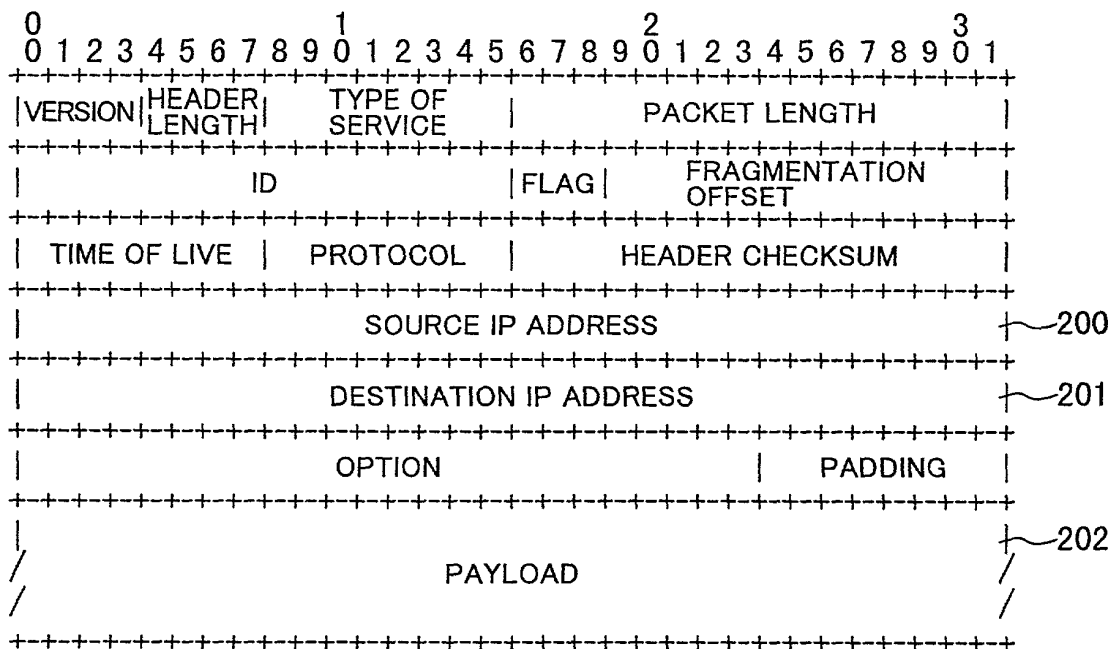 0 1 2 3
0 1 2 3 4 5 6 7 8 9 0 1 2 3 4 5 6 7 8 9 0 1 2 3 4 5 6 7 8 9 0 1
+-+-+-+-+-+-+-+-+-+-+-+-+-+-+-+-+-+-+-+-+-+-+-+-+-+-+-+-+-+-+-+-+
|VERSION|HEADER LENGTH| TYPE OF SERVICE | PACKET LENGTH |
+-+-+-+-+-+-+-+-+-+-+-+-+-+-+-+-+-+-+-+-+-+-+-+-+-+-+-+-+-+-+-+-+
| ID | FLAG | FRAGMENTATION OFFSET |
+-+-+-+-+-+-+-+-+-+-+-+-+-+-+-+-+-+-+-+-+-+-+-+-+-+-+-+-+-+-+-+-+
| TIME OF LIVE | PROTOCOL | HEADER CHECKSUM |
+-+-+-+-+-+-+-+-+-+-+-+-+-+-+-+-+-+-+-+-+-+-+-+-+-+-+-+-+-+-+-+-+
| SOURCE IP ADDRESS | 200
+-+-+-+-+-+-+-+-+-+-+-+-+-+-+-+-+-+-+-+-+-+-+-+-+-+-+-+-+-+-+-+-+
| DESTINATION IP ADDRESS | 201
+-+-+-+-+-+-+-+-+-+-+-+-+-+-+-+-+-+-+-+-+-+-+-+-+-+-+-+-+-+-+-+-+
| OPTION | PADDING |
+-+-+-+-+-+-+-+-+-+-+-+-+-+-+-+-+-+-+-+-+-+-+-+-+-+-+-+-+-+-+-+-+
| | 202
/ PAYLOAD /
/ /
+-+-+-+-+-+-+-+-+-+-+-+-+-+-+-+-+-+-+-+-+-+-+-+-+-+-+-+-+-+-+-+-+